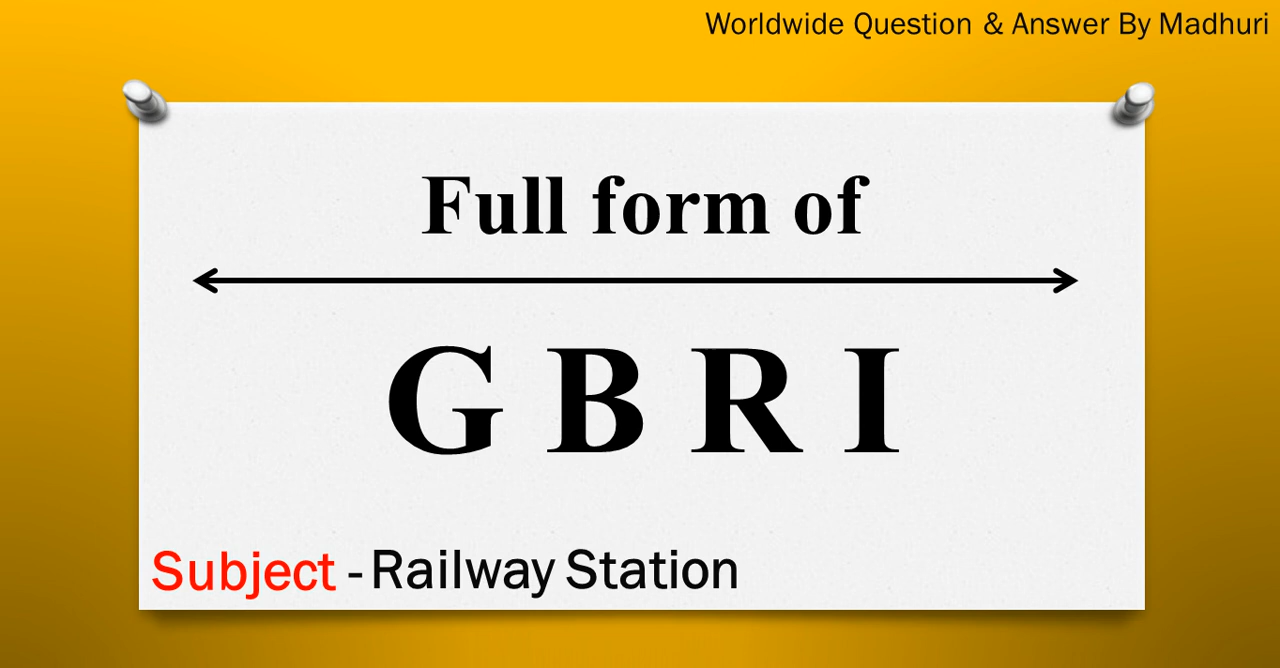 Worldwide Question & Answer By Madhuri
Full form of
G B R I
Subject - Railway Station